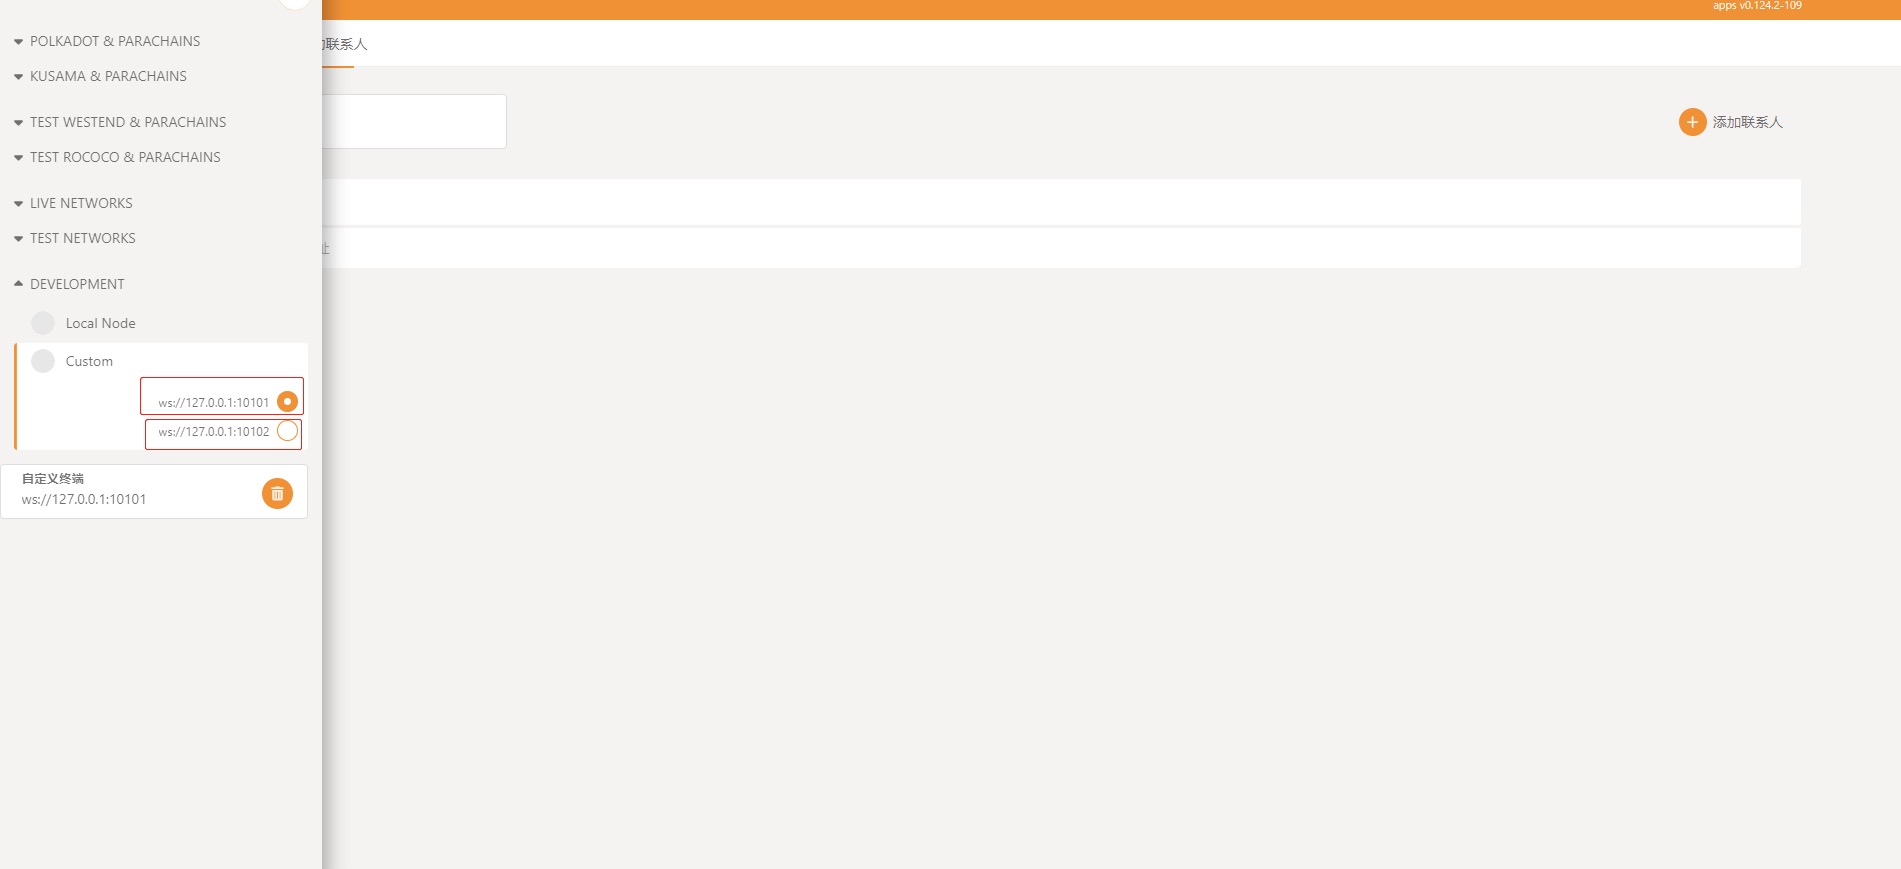 apps v0.124.2-109
联系人
添加联系人
址
POLKADOT & PARACHAINS
KUSAMA & PARACHAINS
TEST WESTEND & PARACHAINS
TEST ROCOCO & PARACHAINS
LIVE NETWORKS
TEST NETWORKS
DEVELOPMENT
Local Node
Custom
ws://127.0.0.1:10101
ws://127.0.0.1:10102
自定义终端
ws://127.0.0.1:10101